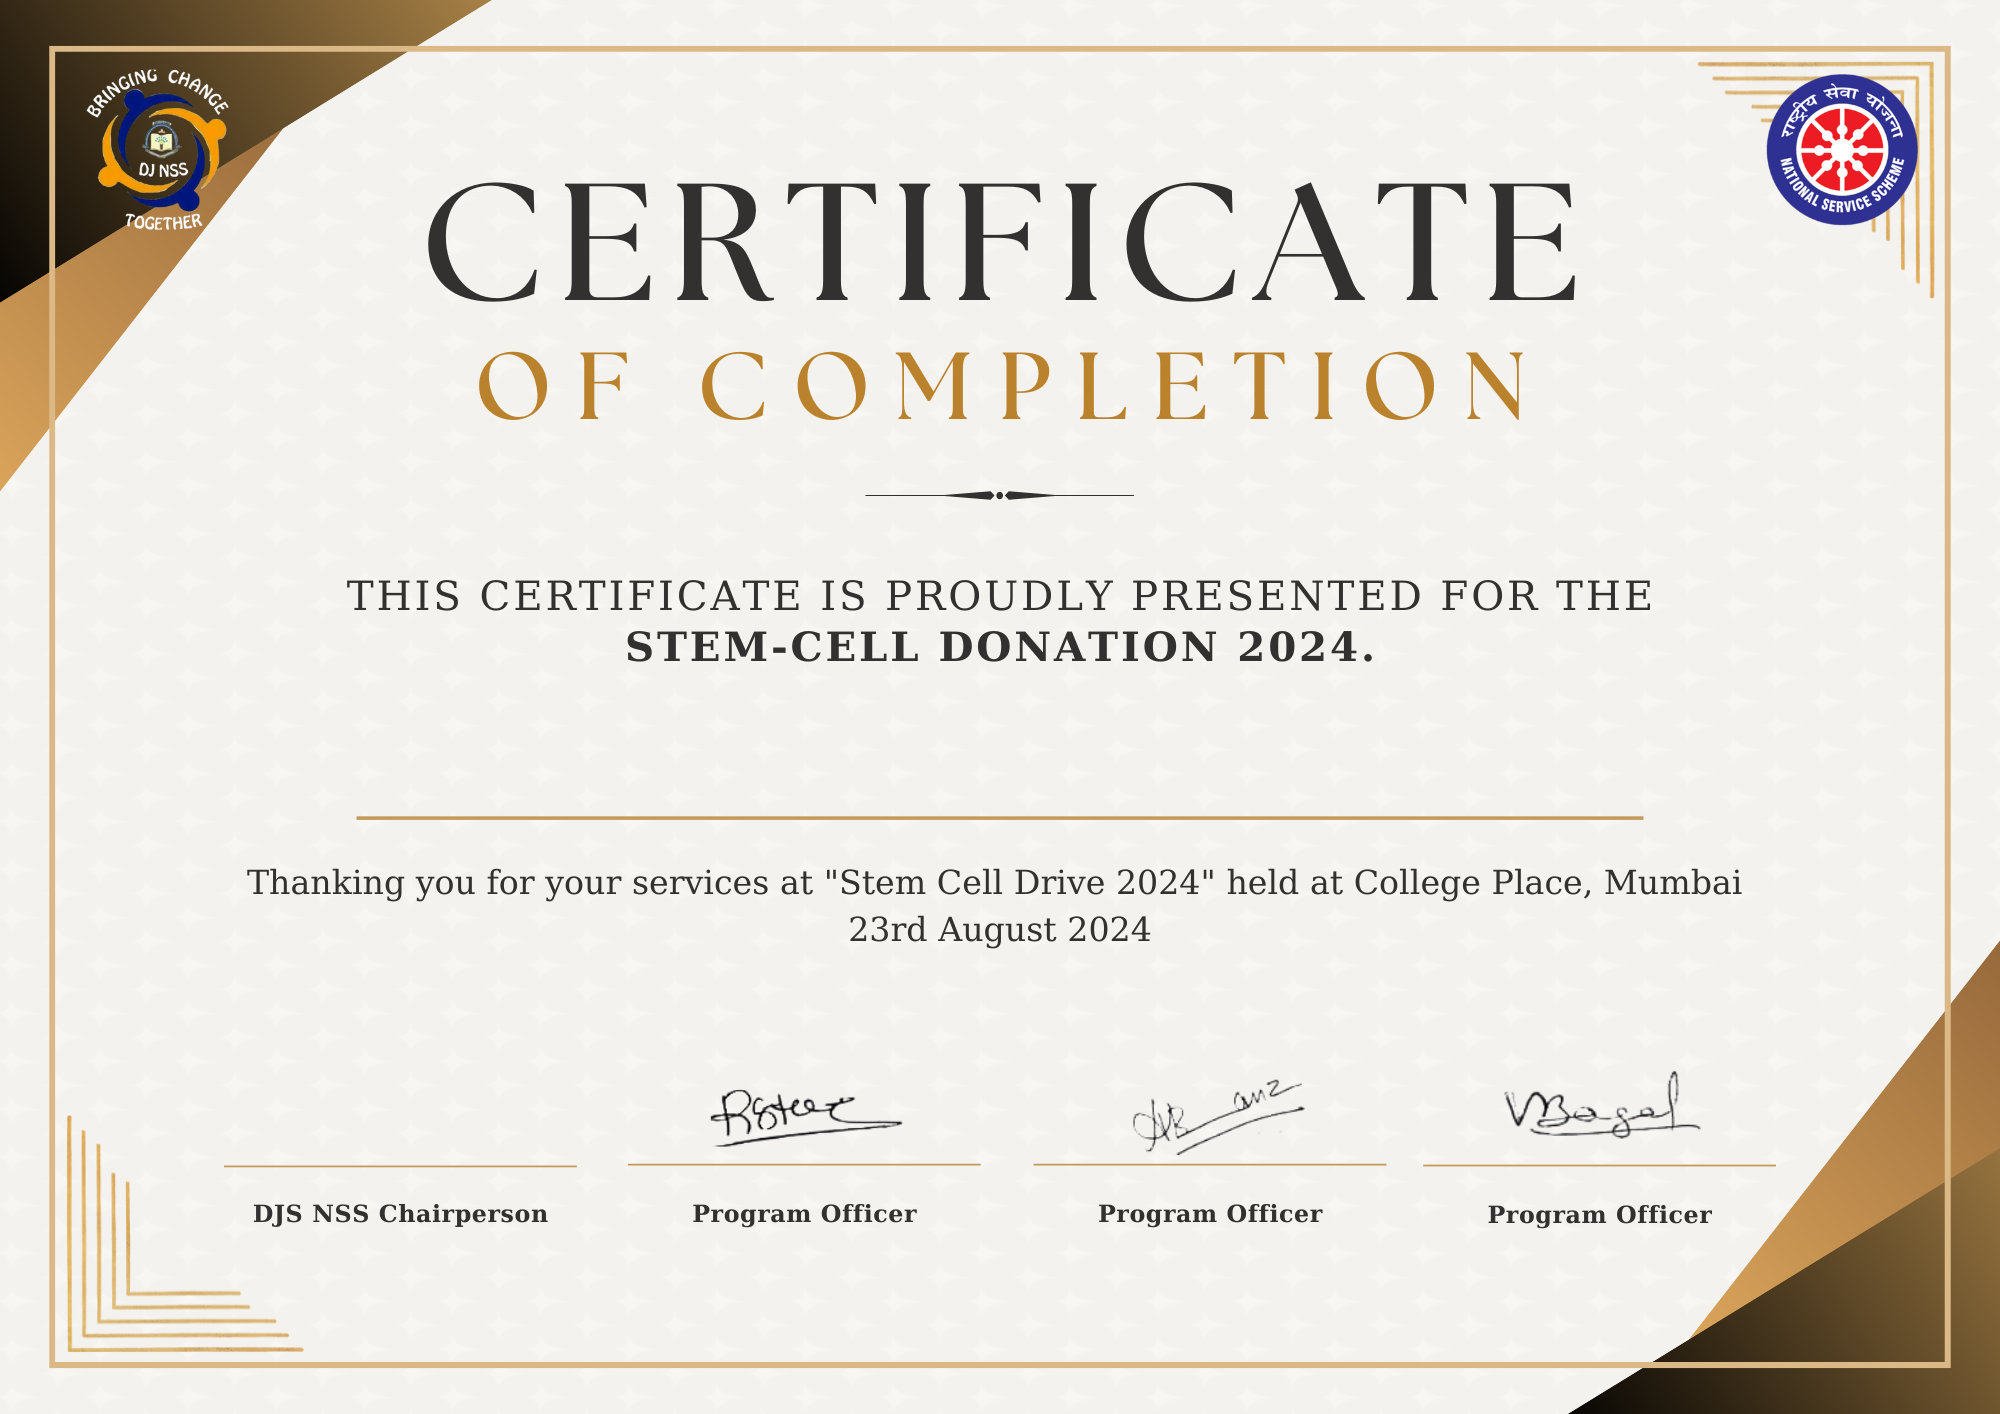 BRINGING CHANGE
DJ NSS
TOGETHER
राष्ट्रीय सेवा योजना
NATIONAL SERVICE SCHEME
CERTIFICATE
OF COMPLETION
THIS CERTIFICATE IS PROUDLY PRESENTED FOR THE
STEM-CELL DONATION 2024.
Thanking you for your services at "Stem Cell Drive 2024" held at College Place, Mumbai
23rd August 2024
DJS NSS Chairperson
Program Officer
Program Officer
Program Officer